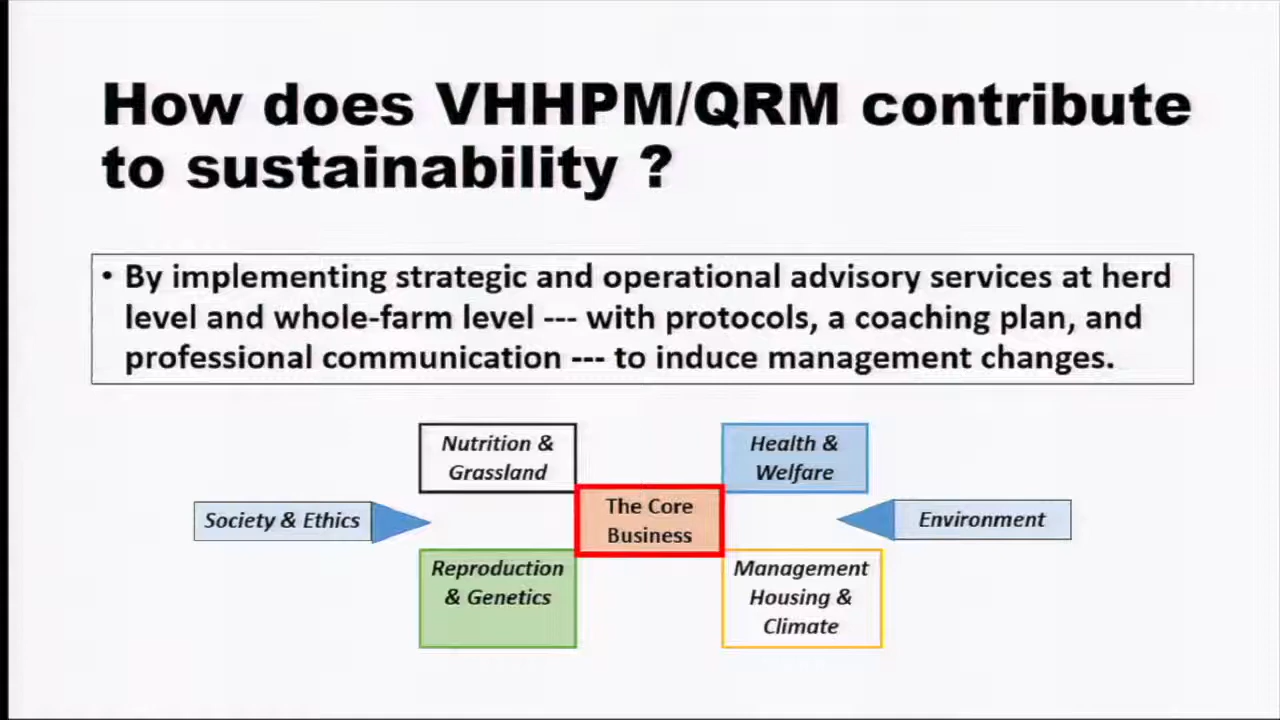 How does VHHPM/QRM contribute
to sustainability ?
• By implementing strategic and operational advisory services at herd
level and whole-farm level --- with protocols, a coaching plan, and
professional communication --- to induce management changes.
Nutrition &
Grassland
Health &
Welfare
Society & Ethics
The Core
Business
Environment
Reproduction
& Genetics
Management
Housing &
Climate